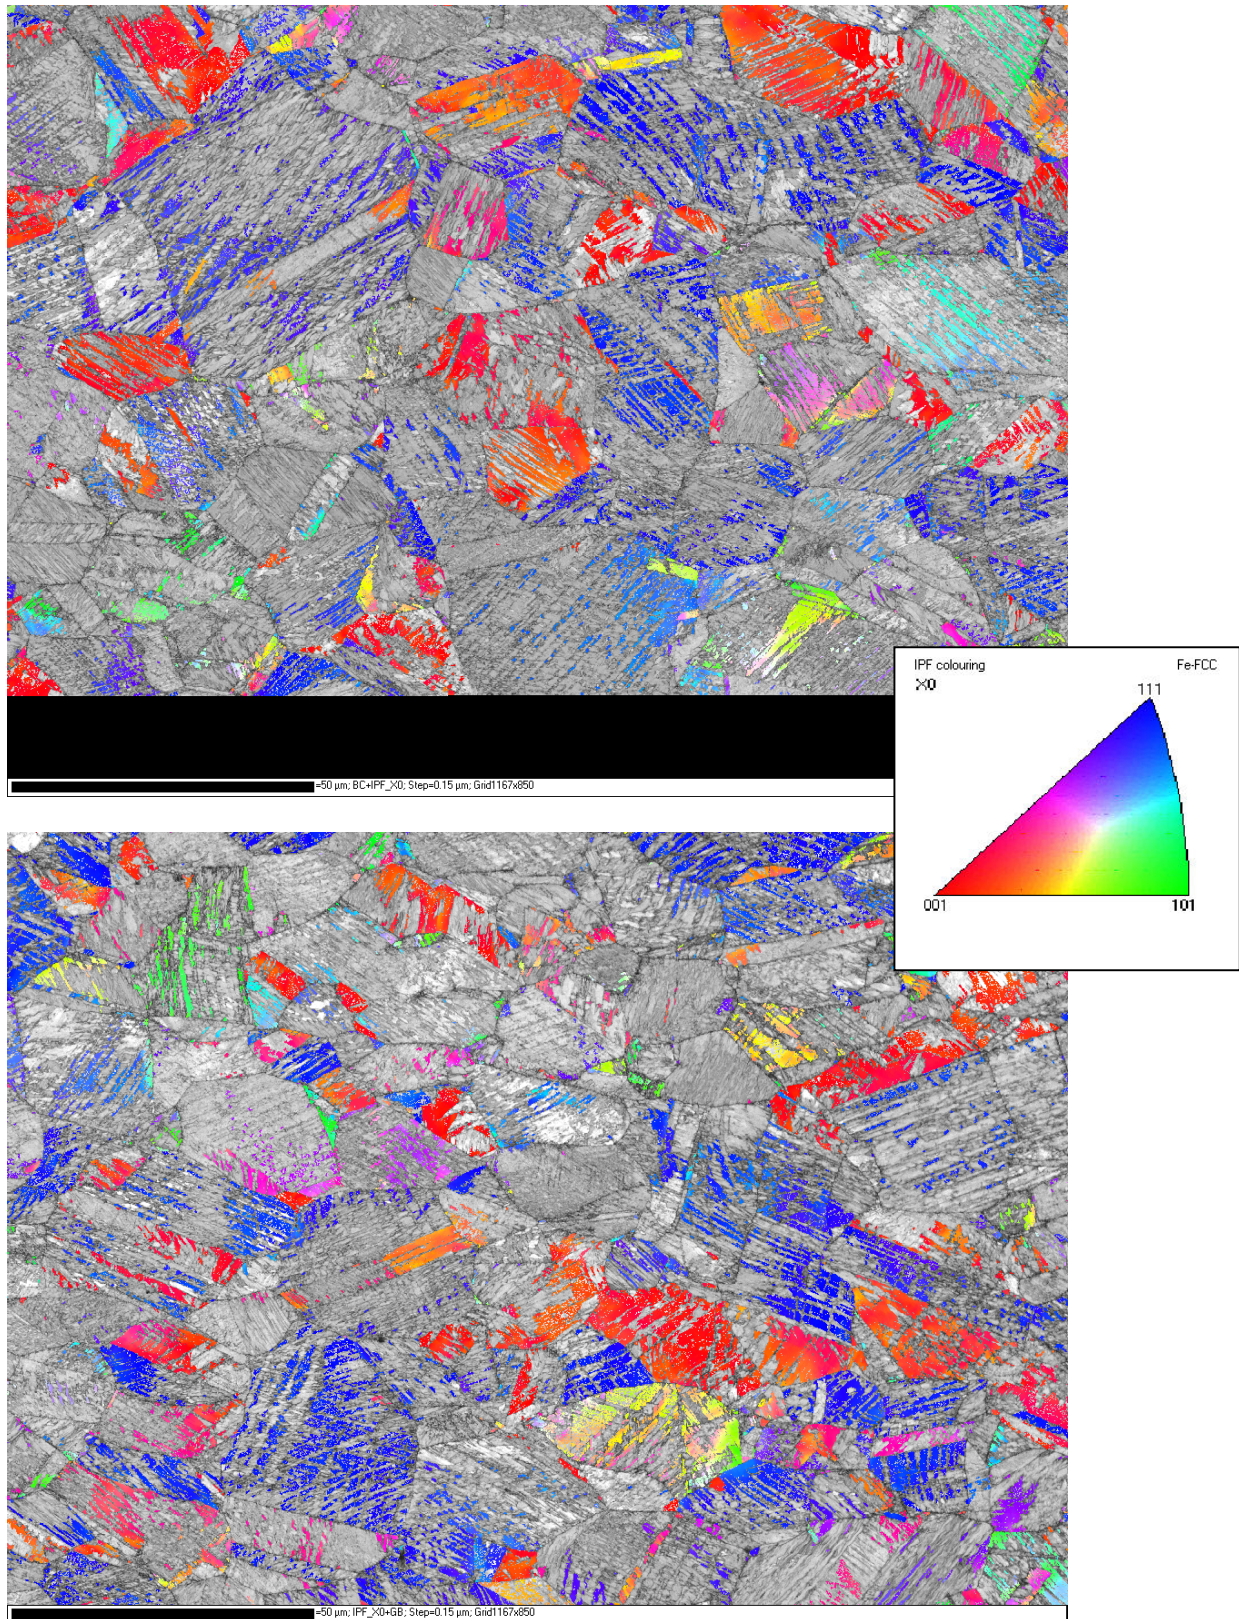 IPF colouring Fe-FCC
X0
111
001 101
=50 µm; BC+IPF_X0; Step=0.15 µm; Grid1167x850
=50 µm; IPF_X0+GB; Step=0.15 µm; Grid1167x850